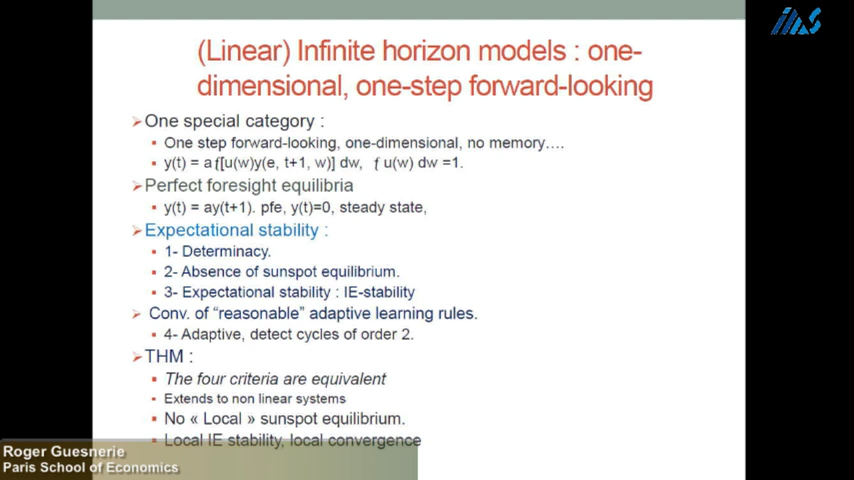 (Linear) Infinite horizon models : one-
dimensional, one-step forward-looking
One special category :
One step forward-looking, one-dimensional, no memory….
y(t) = a ƒ[u(w)y(e, t+1, w)] dw, ƒ u(w) dw =1.
Perfect foresight equilibria
y(t) = ay(t+1). pfe, y(t)=0, steady state,
Expectational stability :
1- Determinacy.
2- Absence of sunspot equilibrium.
3- Expectational stability : IE-stability
Conv. of “reasonable” adaptive learning rules.
4- Adaptive, detect cycles of order 2.
THM :
The four criteria are equivalent
Extends to non linear systems
No « Local » sunspot equilibrium.
Local IE stability, local convergence
Roger Guesnerie
Paris School of Economics